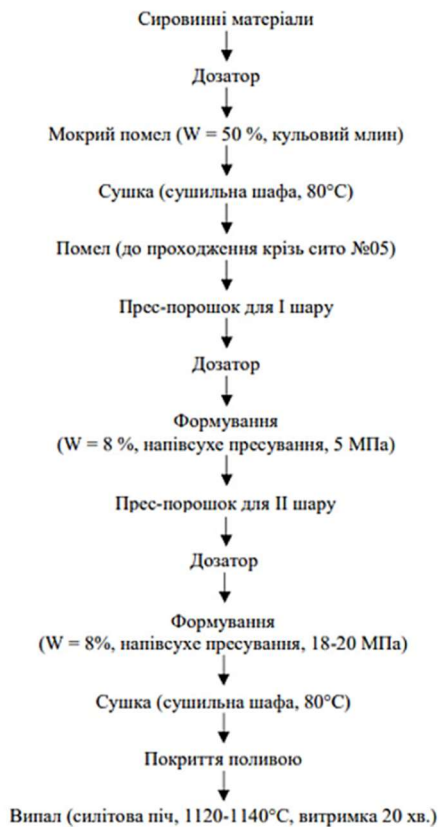 Сировинні матеріали
Дозатор
Мокрий помел (W = 50 %, кульовий млин)
Сушка (сушильна шафа, 80°С)
Помел (до проходження крізь сито №05)
Прес-порошок для І шару
Дозатор
Формування
(W = 8 %, напівсухе пресування, 5 МПа)
Прес-порошок для ІІ шару
Дозатор
Формування
(W = 8%, напівсухе пресування, 18-20 МПа)
Сушка (сушильна шафа, 80°С)
Покриття поливою
Випал (силітова піч, 1120-1140°С, витримка 20 хв.)